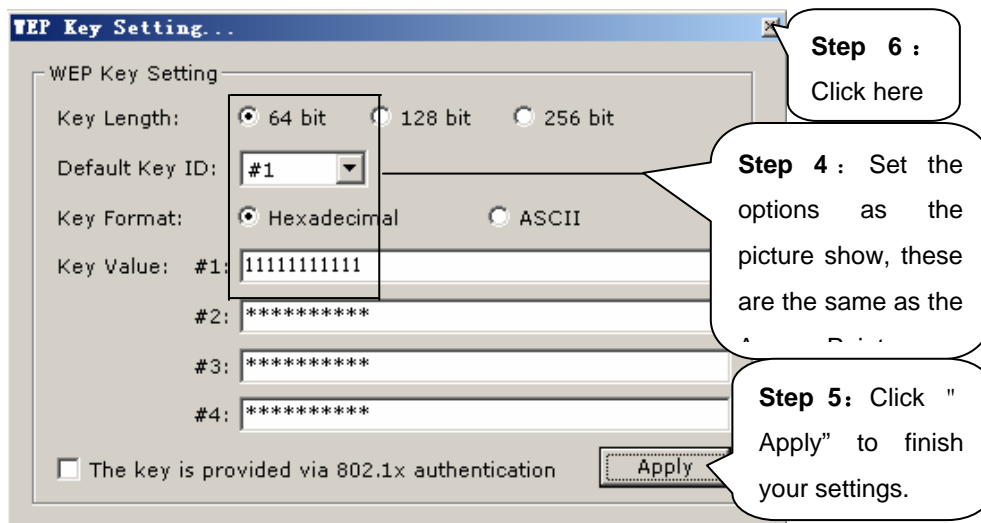 WEP Key Setting...
WEP Key Setting
Key Length: 64 bit 128 bit 256 bit
Default Key ID: #1
Key Format: Hexadecimal ASCII
Key Value: #1: 11111111111
#2: **********
#3: **********
#4: **********
The key is provided via 802.1x authentication Apply
Step 6：
Click here
Step 4： Set the
options as the
picture show, these
are the same as the
Step 5：Click "
Apply” to finish
your settings.